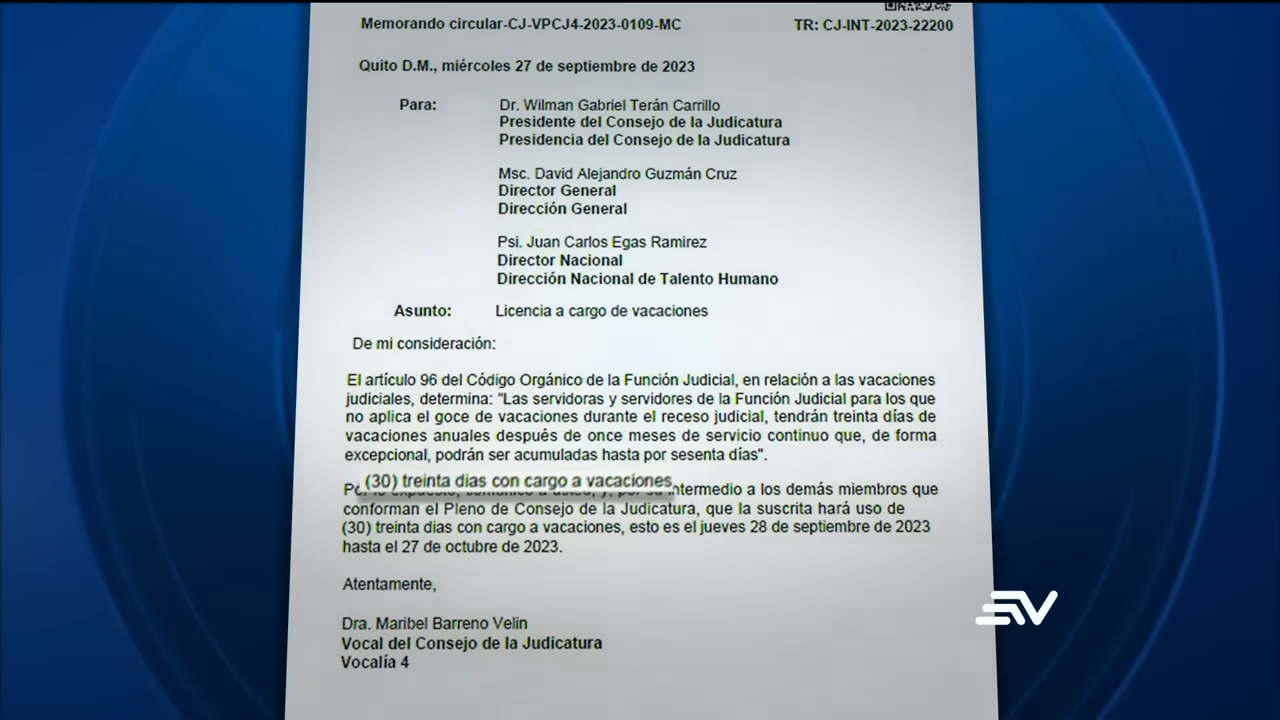 Memorando circular-CJ-VPCJ4-2023-0109-MC TR: CJ-INT-2023-22200
Quito D.M., miércoles 27 de septiembre de 2023
Para: Dr. Wilman Gabriel Terán Carrillo
Presidente del Consejo de la Judicatura
Presidencia del Consejo de la Judicatura
Msc. David Alejandro Guzmán Cruz
Director General
Dirección General
Psi. Juan Carlos Egas Ramirez
Director Nacional
Dirección Nacional de Talento Humano
Asunto: Licencia a cargo de vacaciones
De mi consideración:
El artículo 96 del Código Orgánico de la Función Judicial, en relación a las vacaciones
judiciales, determina: "Las servidoras y servidores de la Función Judicial para los que
no aplica el goce de vacaciones durante el receso judicial, tendrán treinta días de
vacaciones anuales después de once meses de servicio continuo que, de forma
excepcional, podrán ser acumuladas hasta por sesenta días".
(30) treinta dias con cargo a vacaciones
intermedio a los demás miembros que
conforman el Pleno de Consejo de la Judicatura, que la suscrita hará uso de
(30) treinta dias con cargo a vacaciones, esto es el jueves 28 de septiembre de 2023
hasta el 27 de octubre de 2023.
Atentamente,
Dra. Maribel Barreno Velin
Vocal del Consejo de la Judicatura
Vocalía 4